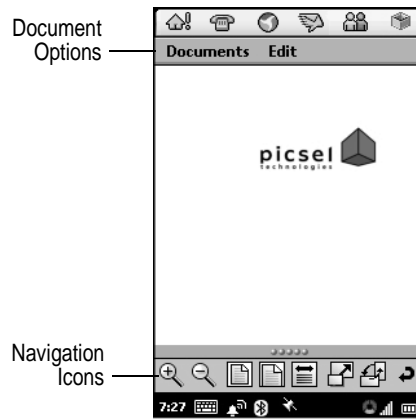 Document
Options
Documents Edit
picsel
technologies
Navigation
Icons
7:27